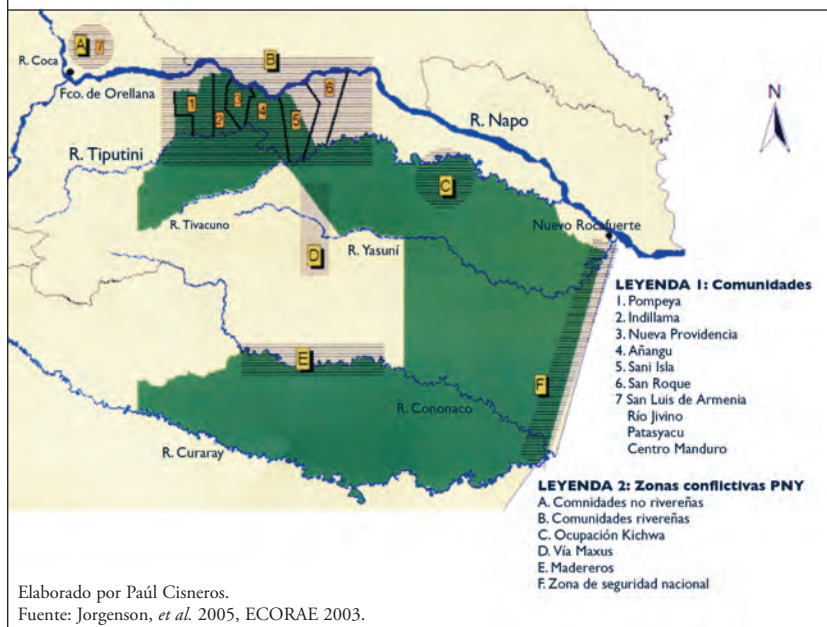 A 7
R. Coca
B
Fco. de Orellana
1
2
3
4
5
6
N
R. Napo
R. Tiputini
C
R. Tivacuno
Nuevo Rocafuerte
D
R. Yasuní
E
F
R. Cononaco
R. Curaray
LEYENDA 1: Comunidades
1. Pompeya
2. Indillama
3. Nueva Providencia
4. Añangu
5. Sani Isla
6. San Roque
7 San Luis de Armenia
Río Jivino
Patasyacu
Centro Manduro
LEYENDA 2: Zonas conflictivas PNY
A. Comnidades no rivereñas
B. Comunidades rivereñas
C. Ocupación Kichwa
D. Vía Maxus
E. Madereros
F. Zona de seguridad nacional
Elaborado por Paúl Cisneros.
Fuente: Jorgenson, et al. 2005, ECORAE 2003.